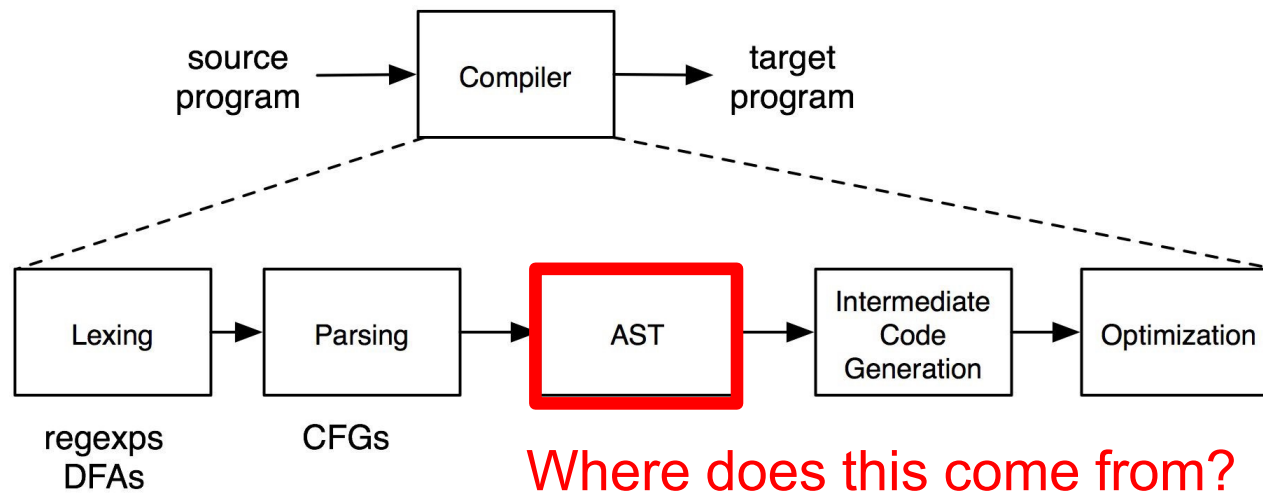 source
program
Compiler
target
program
Lexing
Parsing
AST
Intermediate
Code
Generation
Optimization
regexps
DFAs
CFGs
Where does this come from?